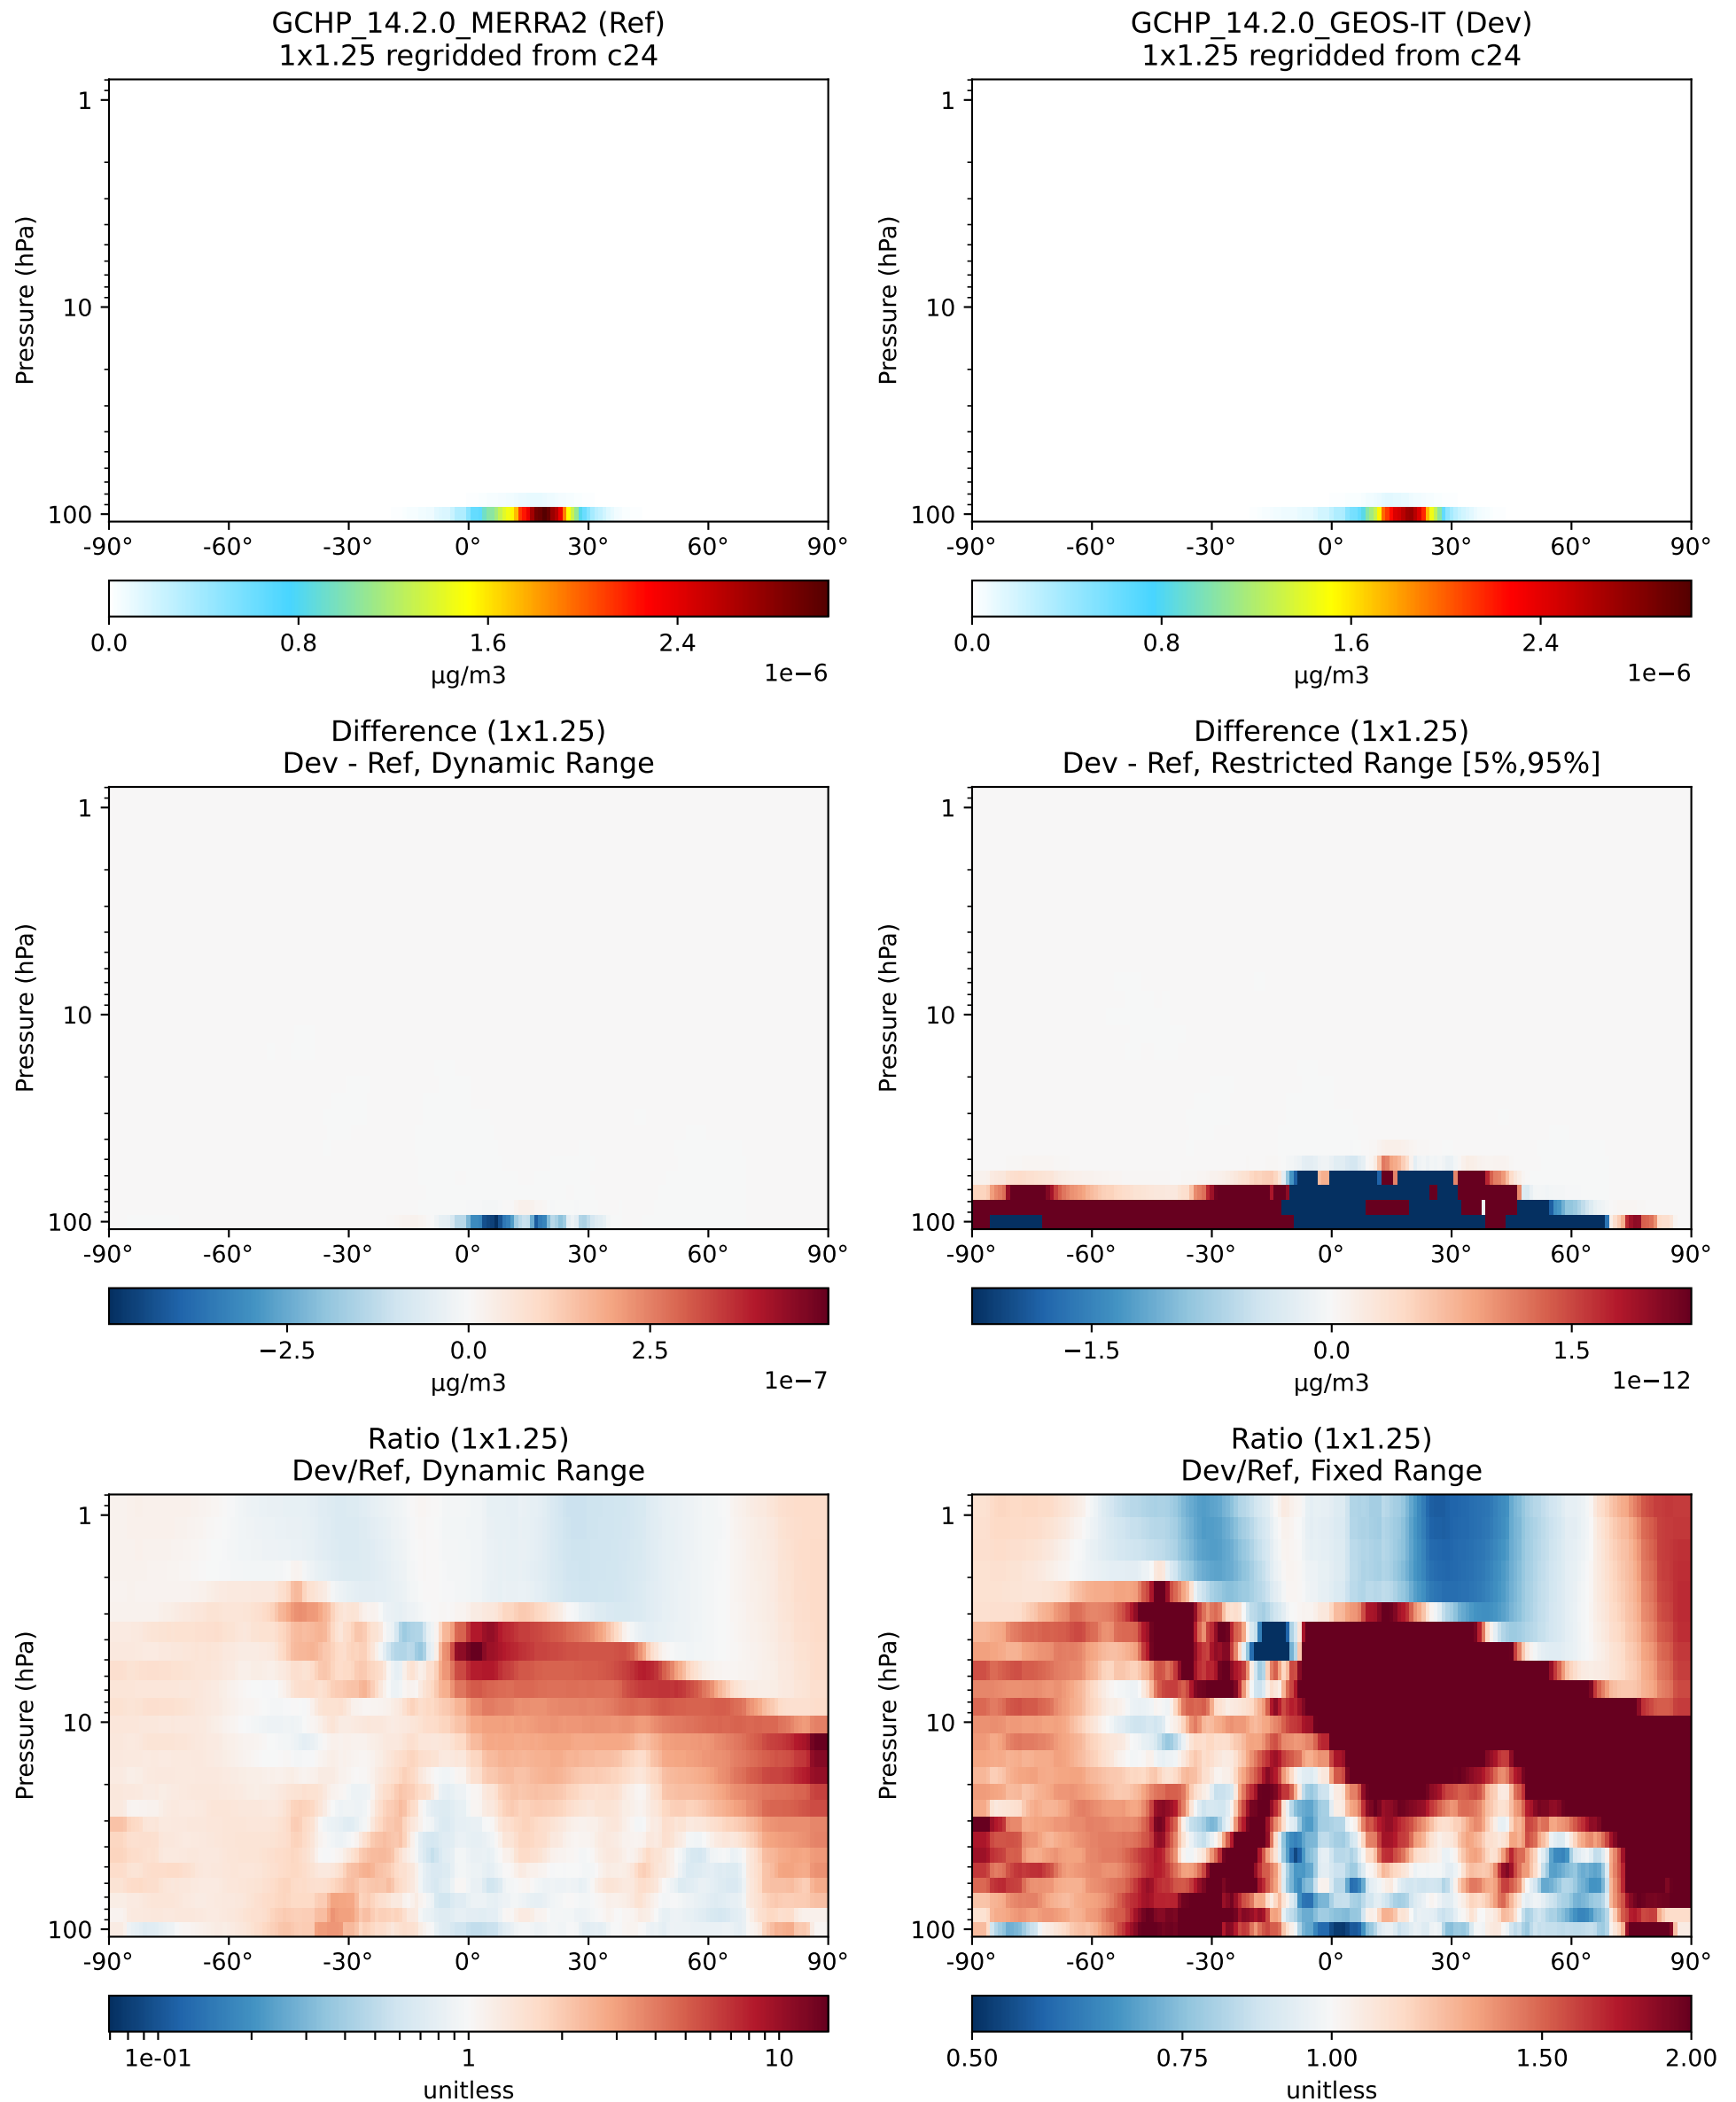 GCHP_14.2.0_MERRA2 (Ref)
1x1.25 regridded from c24
Pressure (hPa)
1
10
100
-90° -60° -30° 0° 30° 60° 90°
0.0 0.8 1.6 2.4
1e−6
µg/m3
GCHP_14.2.0_GEOS-IT (Dev)
1x1.25 regridded from c24
Pressure (hPa)
1
10
100
-90° -60° -30° 0° 30° 60° 90°
0.0 0.8 1.6 2.4
1e−6
µg/m3
Difference (1x1.25)
Dev - Ref, Dynamic Range
Pressure (hPa)
1
10
100
-90° -60° -30° 0° 30° 60° 90°
−2.5 0.0 2.5
1e−7
µg/m3
Difference (1x1.25)
Dev - Ref, Restricted Range [5%,95%]
Pressure (hPa)
1
10
100
-90° -60° -30° 0° 30° 60° 90°
−1.5 0.0 1.5
1e−12
µg/m3
Ratio (1x1.25)
Dev/Ref, Dynamic Range
Pressure (hPa)
1
10
100
-90° -60° -30° 0° 30° 60° 90°
1e-01 1 10
unitless
Ratio (1x1.25)
Dev/Ref, Fixed Range
Pressure (hPa)
1
10
100
-90° -60° -30° 0° 30° 60° 90°
0.50 0.75 1.00 1.50 2.00
unitless